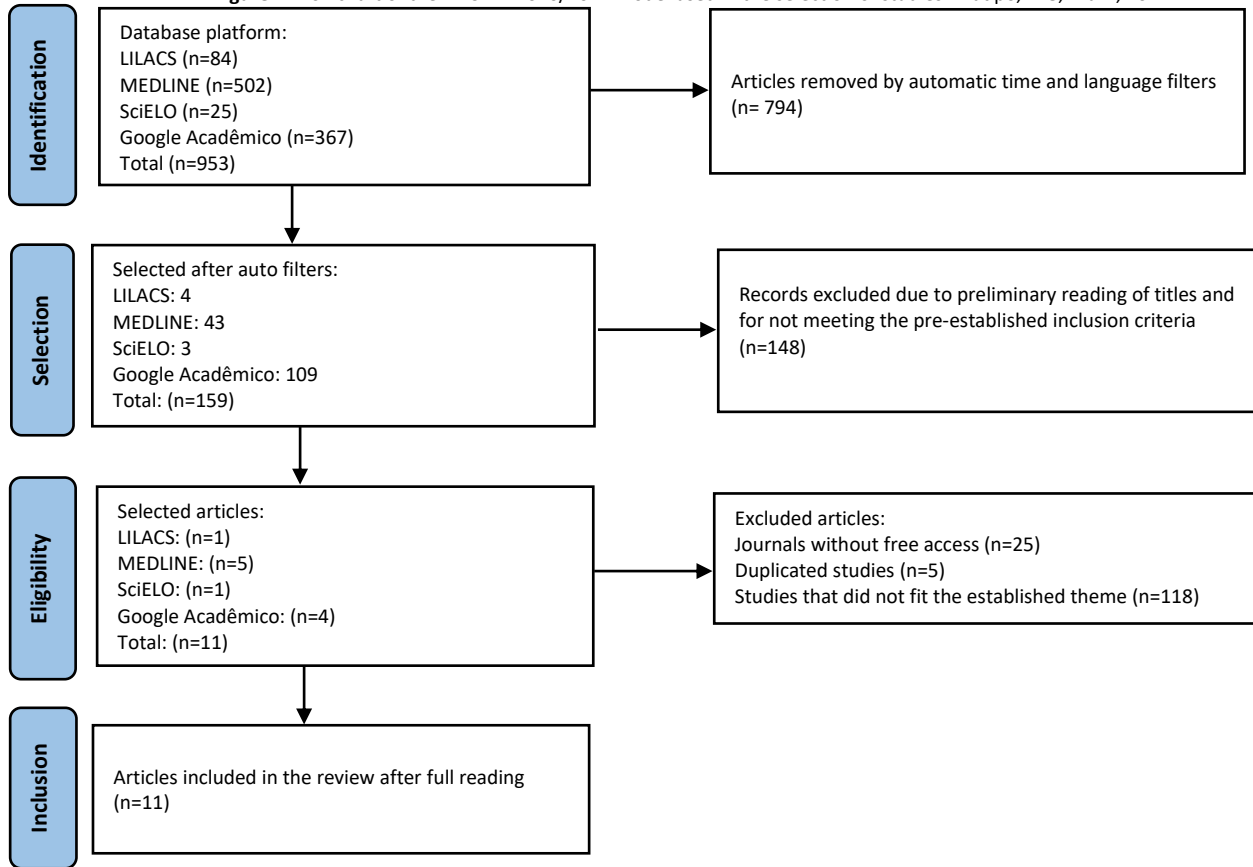 Identification
Database platform:
LILACS (n=84)
MEDLINE (n=502)
SciELO (n=25)
Google Acadêmico (n=367)
Total (n=953)
Articles removed by automatic time and language filters
(n= 794)
Selection
Selected after auto filters:
LILACS: 4
MEDLINE: 43
SciELO: 3
Google Acadêmico: 109
Total: (n=159)
Records excluded due to preliminary reading of titles and
for not meeting the pre-established inclusion criteria
(n=148)
Eligibility
Selected articles:
LILACS: (n=1)
MEDLINE: (n=5)
SciELO: (n=1)
Google Acadêmico: (n=4)
Total: (n=11)
Excluded articles:
Journals without free access (n=25)
Duplicated studies (n=5)
Studies that did not fit the established theme (n=118)
Inclusion
Articles included in the review after full reading
(n=11)